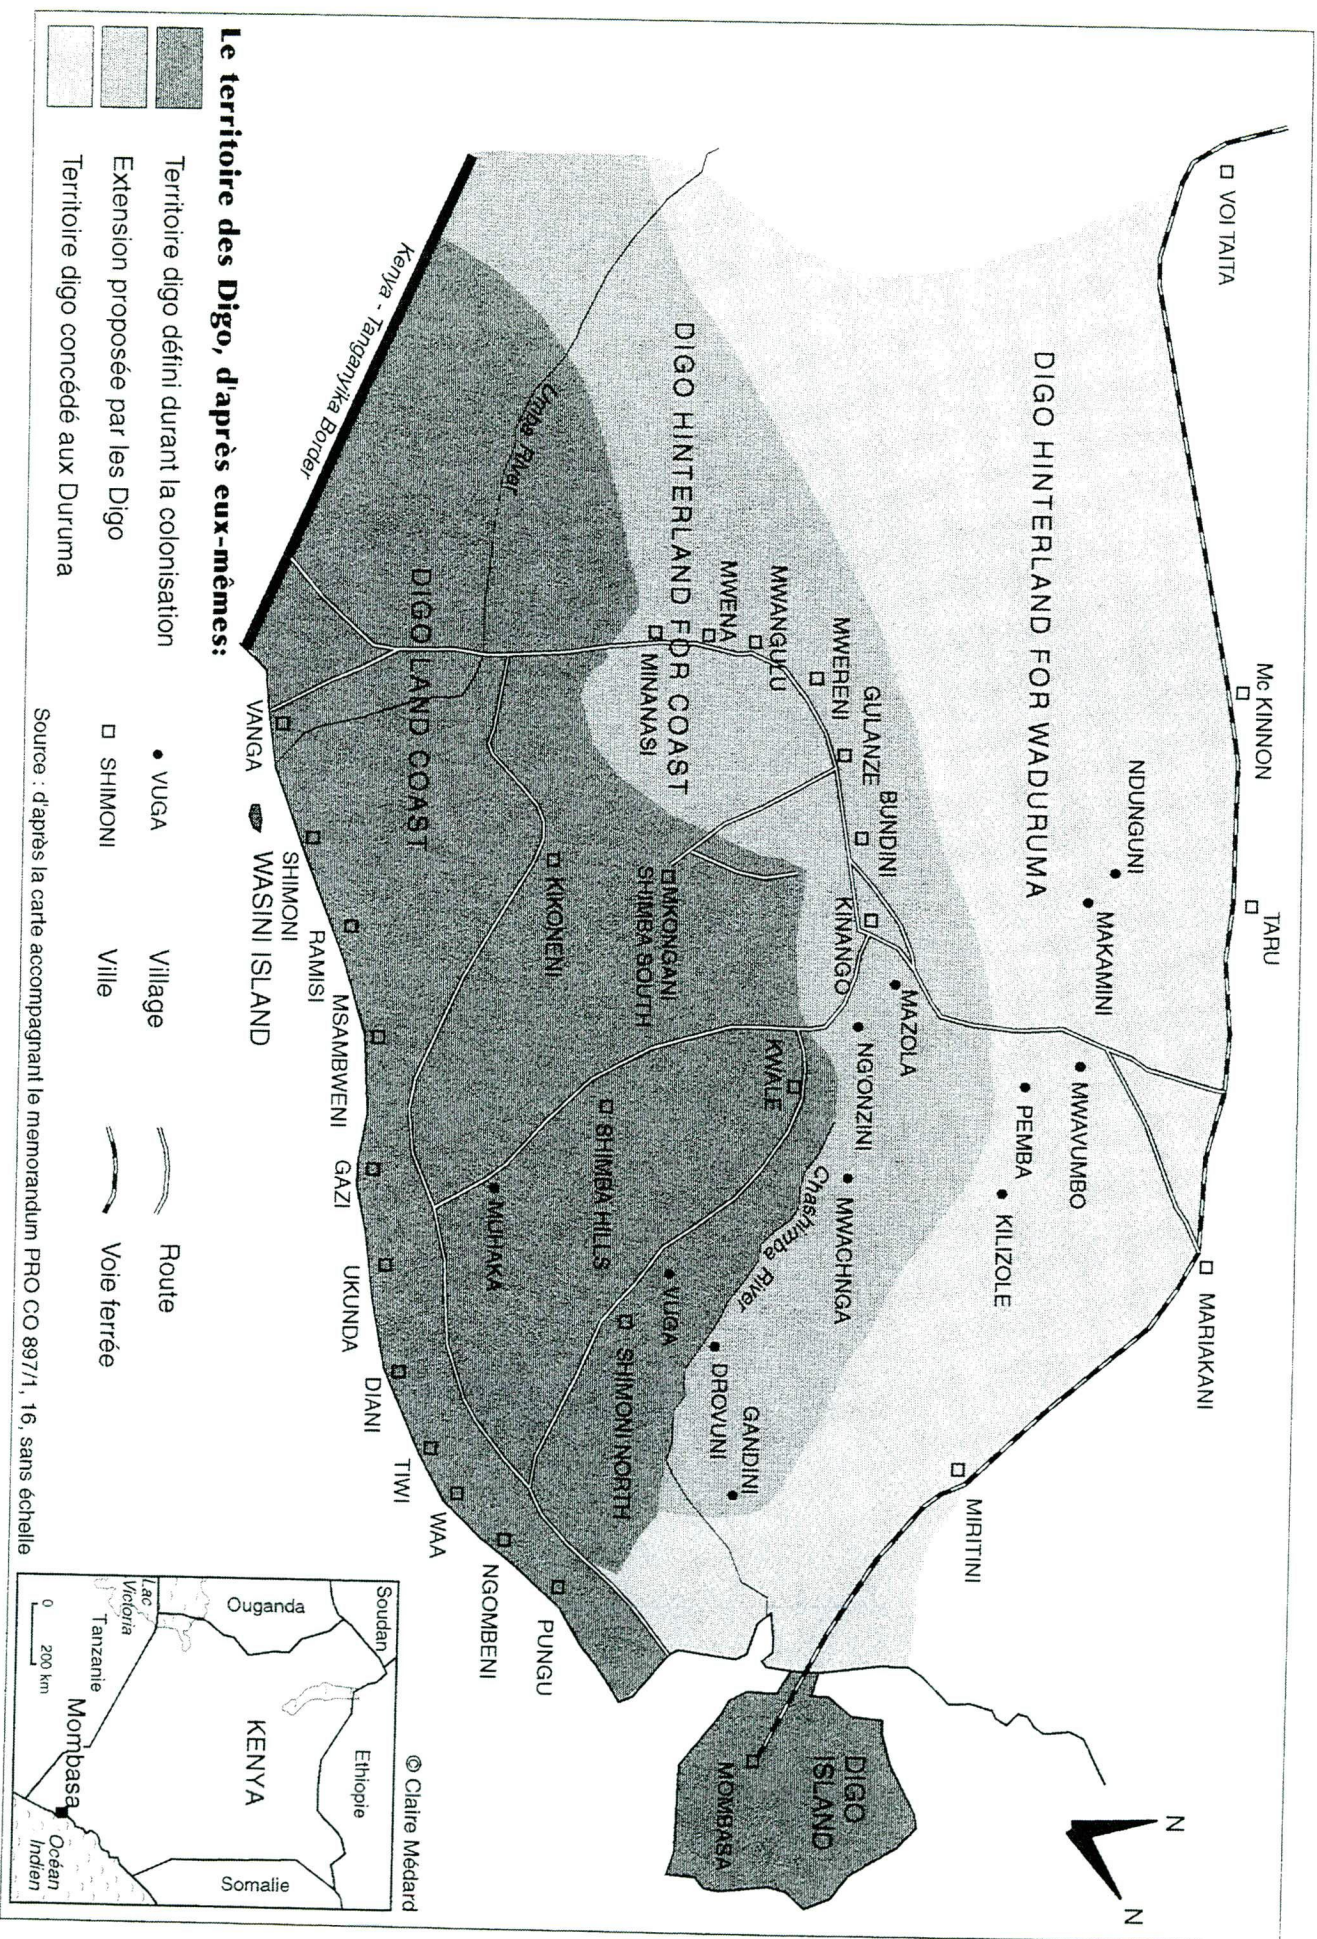 VOI TAITA
Mc KINNON
TARU
MARIAKANI
MIRITINI
N
N
NDUNGUNI
MAKAMINI
MWAVUMBO
PEMBA
KILIZOLE
DIGO HINTERLAND FOR WADURUMA
DIGO HINTERLAND FOR COAST
MWENA
MWANGULU
MINANASI
MWERENI
GULANZE
BUNDINI
KINANGO
MAZOLA
NG'ONZINI
MWACHNGA
Chashimba River
DROVUNI
GANDINI
DIGO
ISLAND
MOMBASA
Umba River
Kenya - Tanganyika Border
DIGO LAND COAST
KIKONENI
MKONGANI
SHIMBA SOUTH
KWALE
SHIMBA HILLS
MUHAKA
VUGA
SHIMONI NORTH
VANGA
WASINI ISLAND
SHIMONI
RAMISI
MSAMBWENI
GAZI
UKUNDA
DIANI
TIWI
WAA
NGOMBENI
PUNGU
Le territoire des Digo, d'après eux-mêmes:
Territoire digo défini durant la colonisation
Extension proposée par les Digo
Territoire digo concédé aux Duruma
VUGA Village Route
SHIMONI Ville Voie ferrée
Source : d'après la carte accompagnant le memorandum PRO CO 897/1, 16, sans échelle
© Claire Médard
Soudan
Ethiopie
Ouganda
KENYA
Somalie
Lac
Victoria
Tanzanie
Mombasa
Océan
Indien
0 200 km